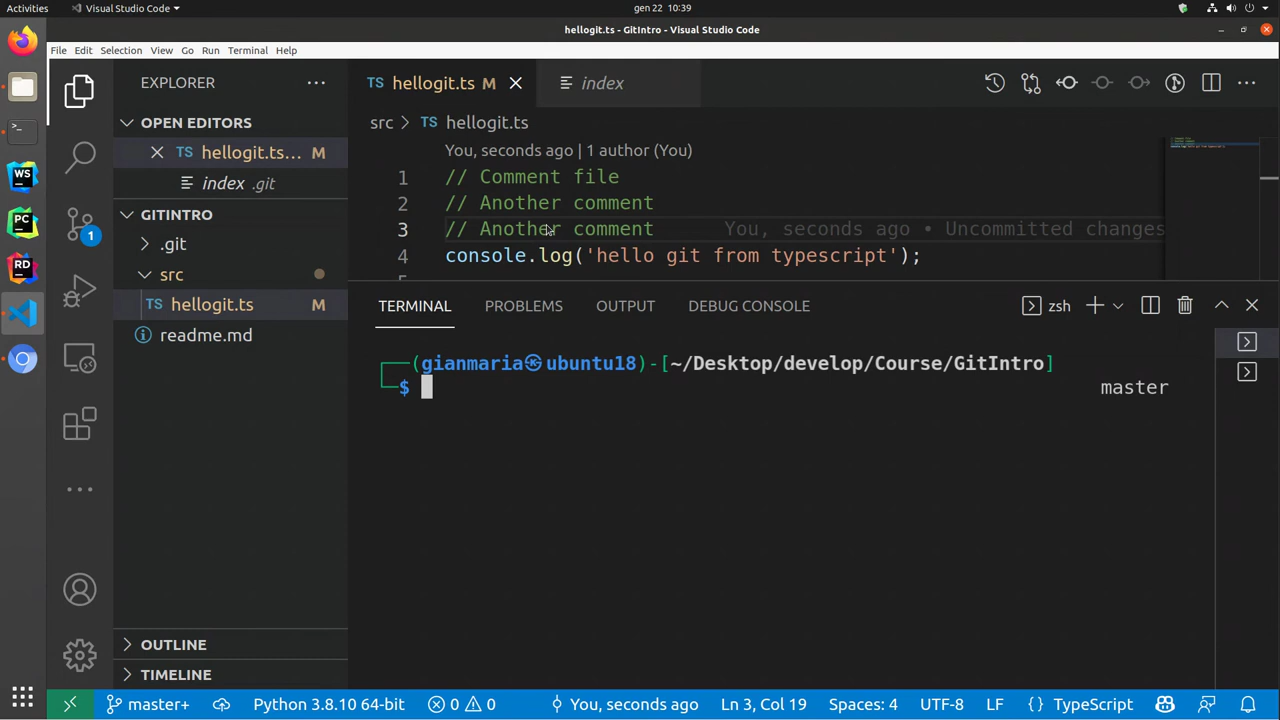 Activities
Visual Studio Code
gen 22 10:39
hellogit.ts - GitIntro - Visual Studio Code
File Edit Selection View Go Run Terminal Help
EXPLORER
TS hellogit.ts M
index
OPEN EDITORS
src
TS hellogit.ts
TS hellogit.ts... M
You, seconds ago | 1 author (You)
index .git
1 // Comment file
2 // Another comment
GITINTRO
3 // Another comment You, seconds ago • Uncommitted changes
.git
4 console.log('hello git from typescript');
1
src
TS hellogit.ts M
TERMINAL PROBLEMS OUTPUT DEBUG CONSOLE
zsh
readme.md
(gianmaria㉿ubuntu18)-[~/Desktop/develop/Course/GitIntro]
$
master
OUTLINE
TIMELINE
WS
PC
RD
master+
Python 3.8.10 64-bit
0 0
You, seconds ago
Ln 3, Col 19
Spaces: 4
UTF-8
LF
{} TypeScript